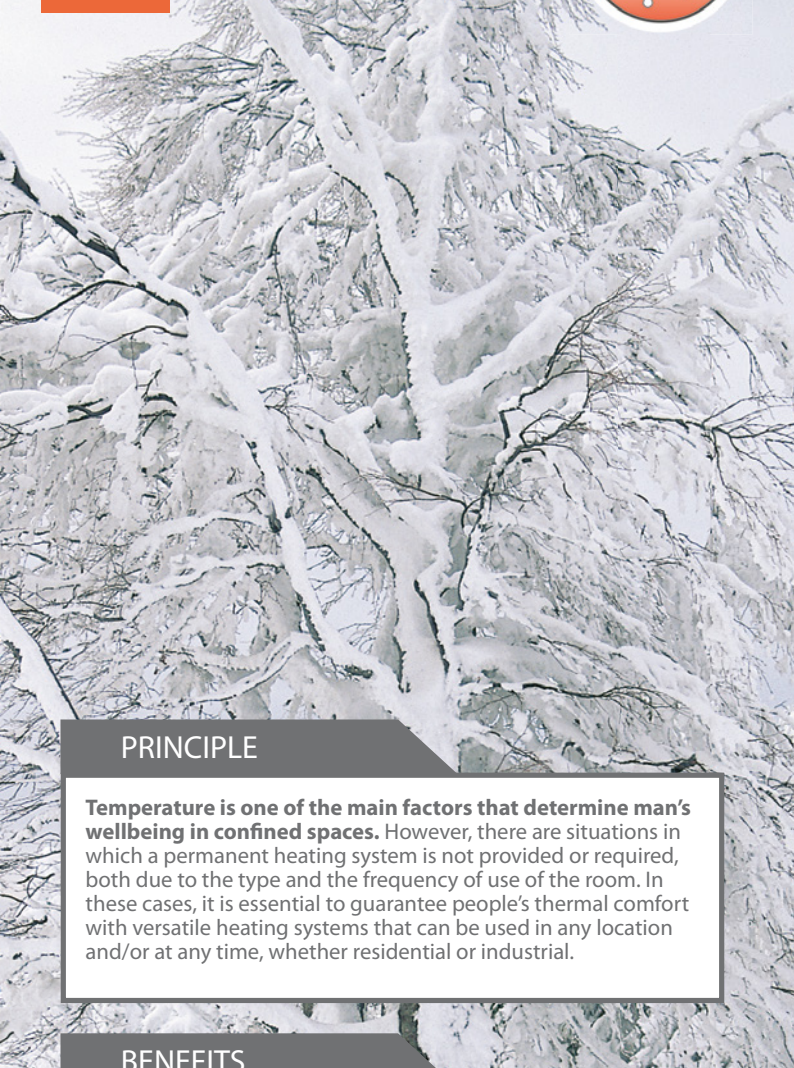 PRINCIPLE
Temperature is one of the main factors that determine man's
wellbeing in confined spaces. However, there are situations in
which a permanent heating system is not provided or required,
both due to the type and the frequency of use of the room. In
these cases, it is essential to guarantee people's thermal comfort
with versatile heating systems that can be used in any location
and/or at any time, whether residential or industrial.
BENEFITS